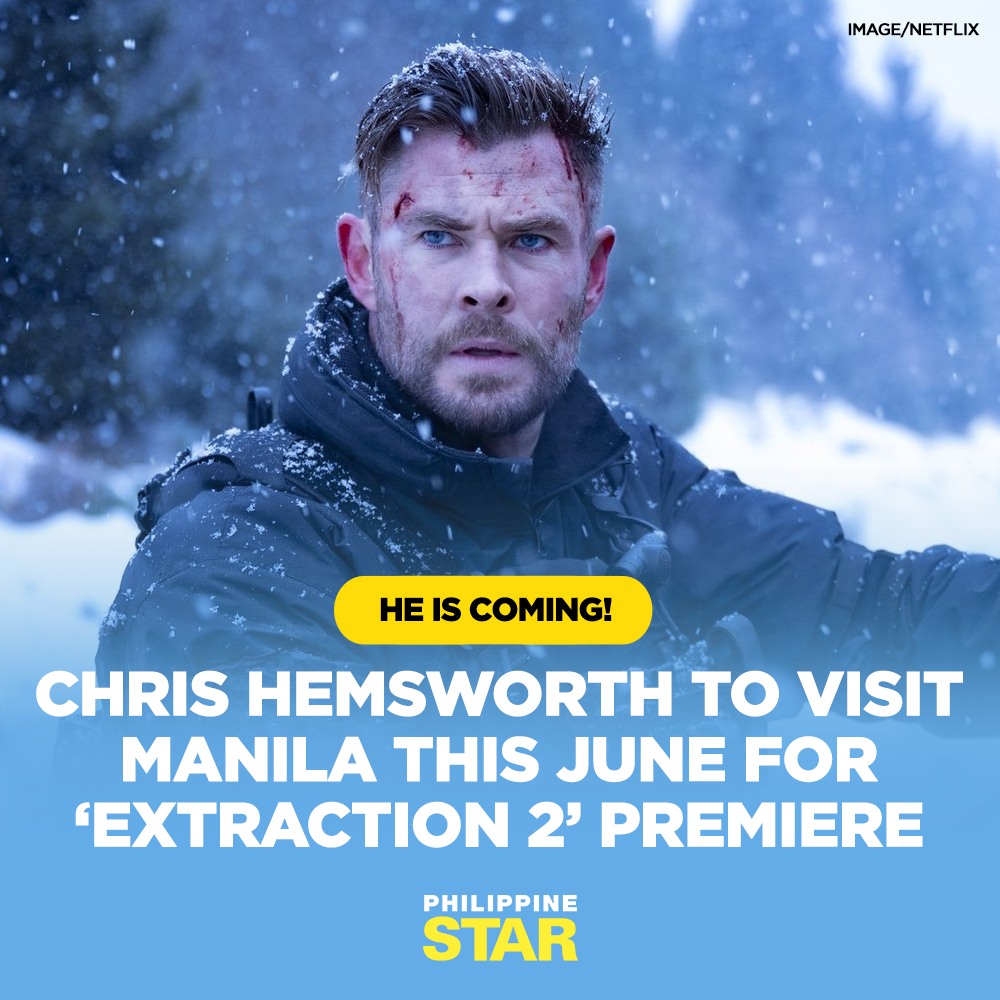 IMAGE/NETFLIX
HE IS COMING!
CHRIS HEMSWORTH TO VISIT
MANILA THIS JUNE FOR
‘EXTRACTION 2’ PREMIERE
PHILIPPINE
STAR